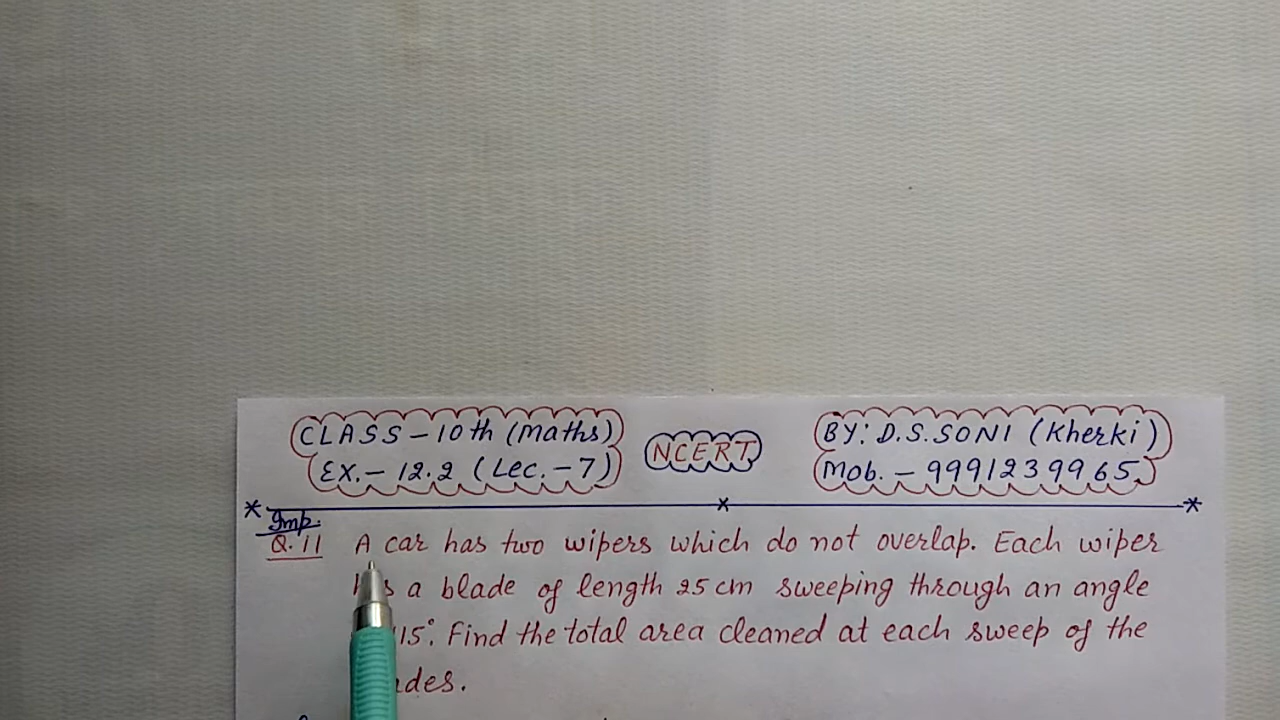 CLASS - 10th (Maths)
EX. - 12.2 (Lec. - 7)
NCERT
BY: D.S. SONI (Kherki)
Mob. - 9991239965
Imp.
Q.11 A car has two wipers which do not overlap. Each wiper
a blade of length 25 cm sweeping through an angle
15°. Find the total area cleaned at each sweep of the